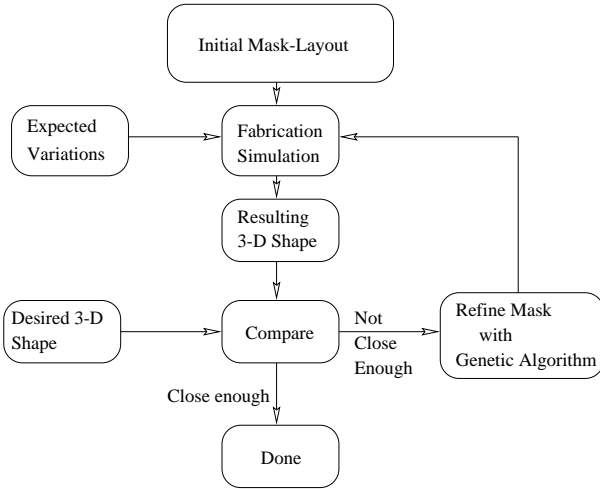 Initial Mask-Layout
Expected
Variations
Fabrication
Simulation
Resulting
3-D Shape
Desired 3-D
Shape
Compare
Not
Close
Enough
Refine Mask
with
Genetic Algorithm
Close enough
Done